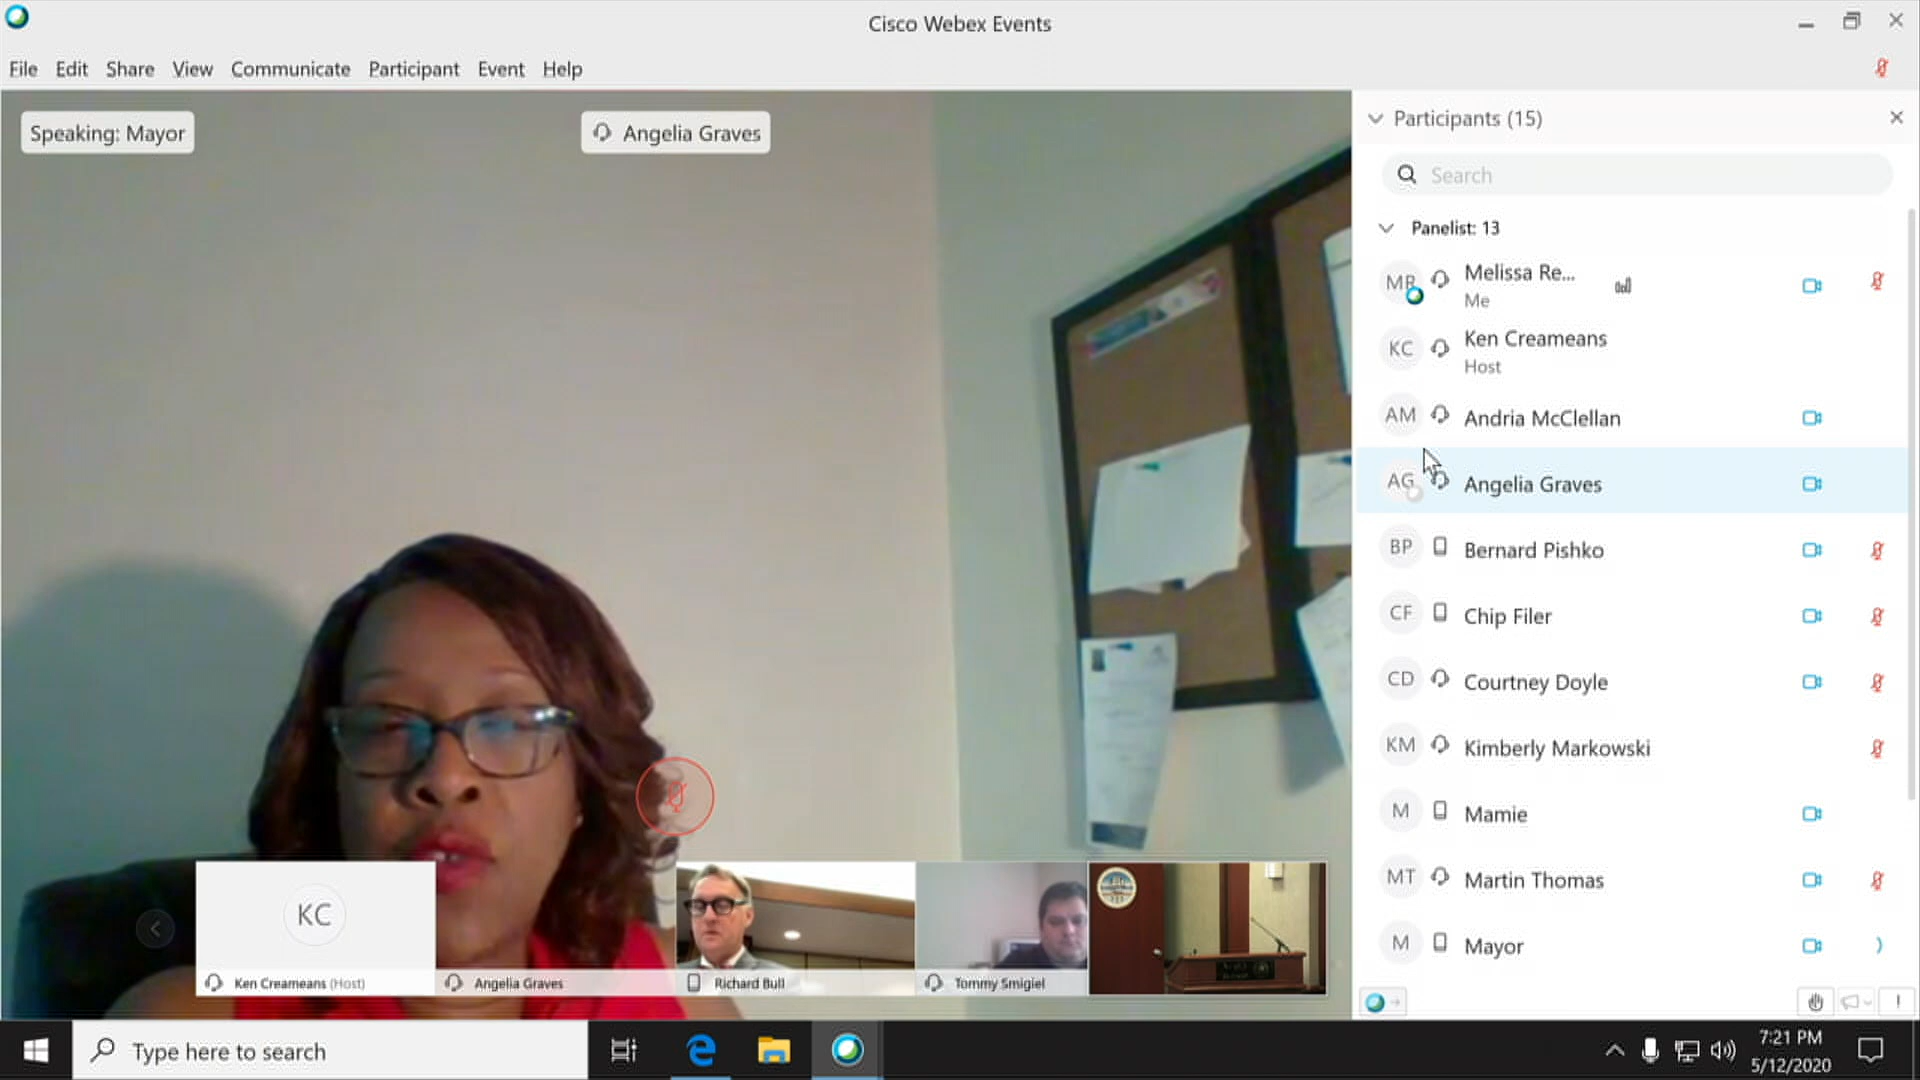 Cisco Webex Events
File Edit Share View Communicate Participant Event Help
Speaking: Mayor
Angelia Graves
Participants (15)
Search
Panelist: 13
MR Melissa Re...
Me
KC Ken Creameans
Host
AM Andria McClellan
AG Angelia Graves
BP Bernard Pishko
CF Chip Filer
CD Courtney Doyle
KM Kimberly Markowski
M Mamie
MT Martin Thomas
M Mayor
KC
Ken Creameans (Host)
Angelia Graves
Richard Bull
Tommy Smigiel
Type here to search
7:21 PM
5/12/2020